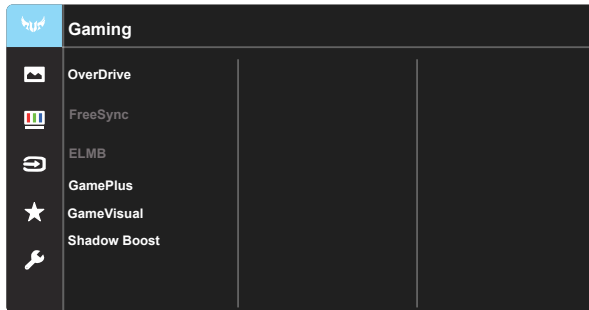 Gaming
OverDrive
FreeSync
ELMB
GamePlus
GameVisual
Shadow Boost